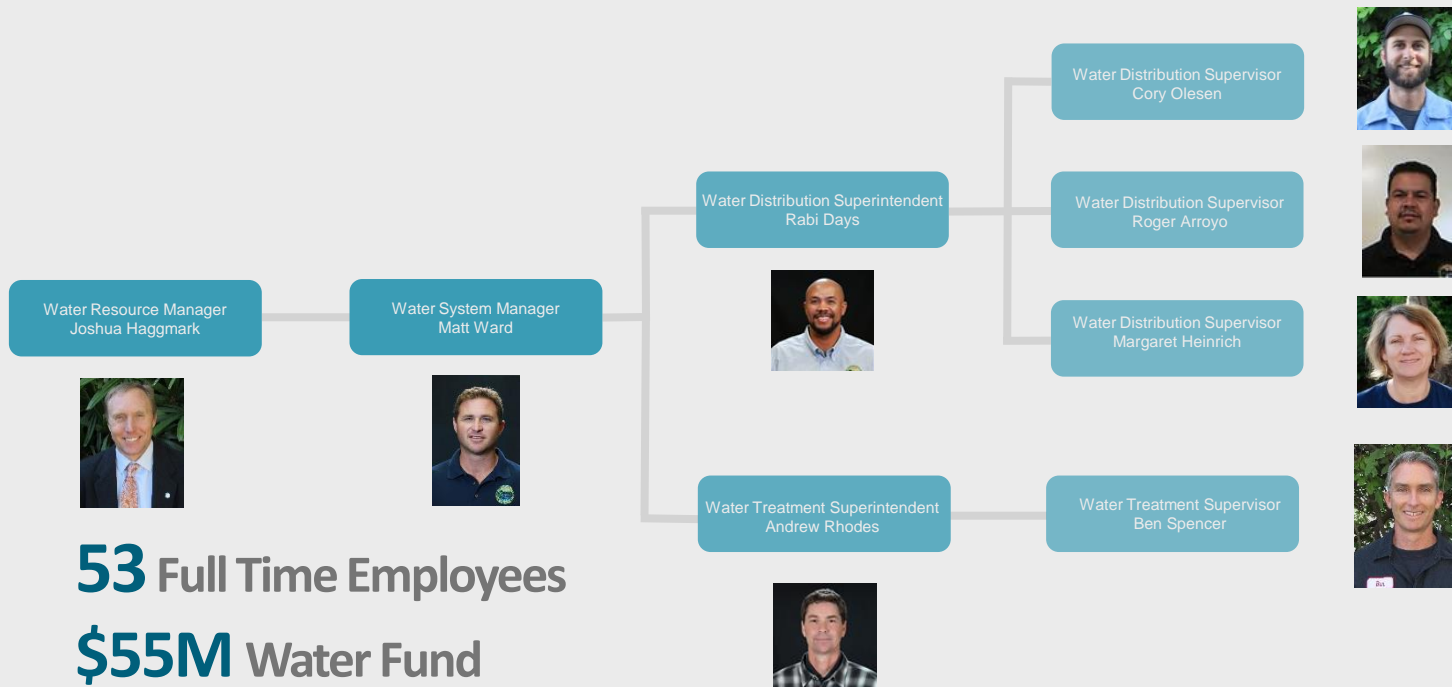 Water Distribution Supervisor
Cory Olesen
Water Distribution Superintendent
Rabi Days
Water Distribution Supervisor
Roger Arroyo
Water Resource Manager
Joshua Haggmark
Water System Manager
Matt Ward
Water Distribution Supervisor
Margaret Heinrich
Water Treatment Superintendent
Andrew Rhodes
Water Treatment Supervisor
Ben Spencer
53 Full Time Employees
$55M Water Fund